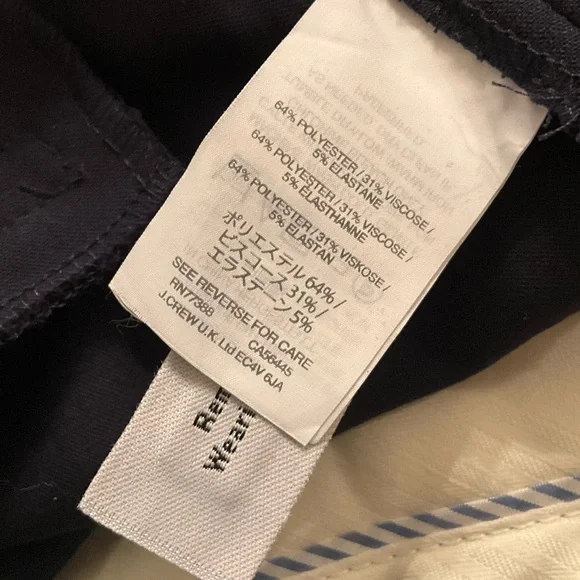 64% POLYESTER / 31% VISCOSE /
5% ELASTANE
64% POLYESTER / 31% VISCOSE /
5% ELASTHANNE
64% POLYESTER / 31% VISKOSE /
5% ELASTAN
ポリエステル 64% /
ビスコース 31% /
エラステーン 5%
SEE REVERSE FOR CARE
RN77388 CA56445
J.CREW U.K. Ltd EC4V 6JA